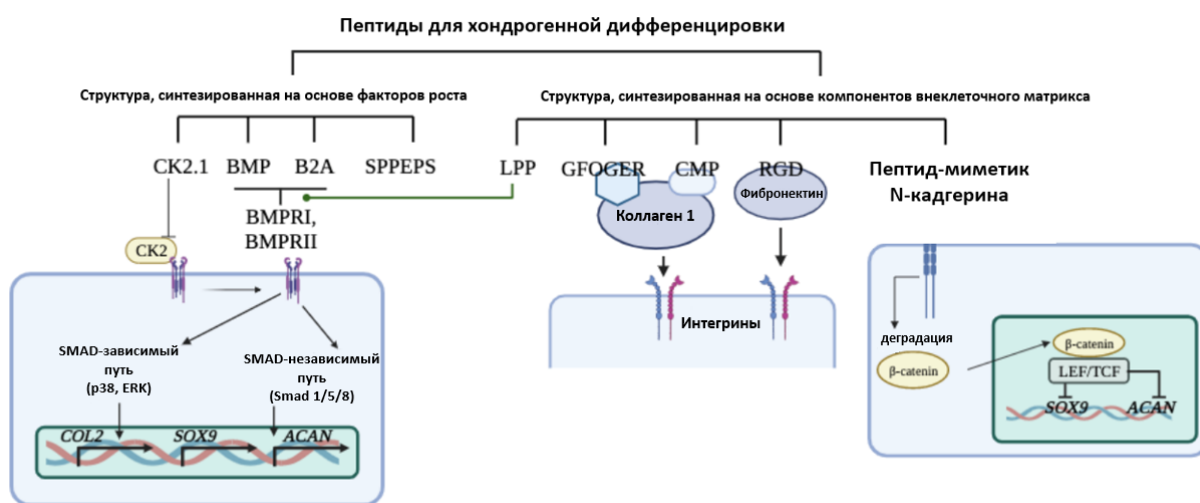 Пептиды для хондрогенной дифференцировки
Структура, синтезированная на основе факторов роста
Структура, синтезированная на основе компонентов внеклеточного матрикса
CK2.1
BMP
B2A
SPPEPS
LPP
GFOGER
CMP
RGD
Пептид-миметик
N-кадгерина
BMPRI,
BMPRII
CK2
Коллаген 1
Фибронектин
Интегрины
SMAD-зависимый
путь
(p38, ERK)
SMAD-независимый
путь
(Smad 1/5/8)
COL2
SOX9
ACAN
деградация
β-catenin
β-catenin
LEF/TCF
SOX9
ACAN